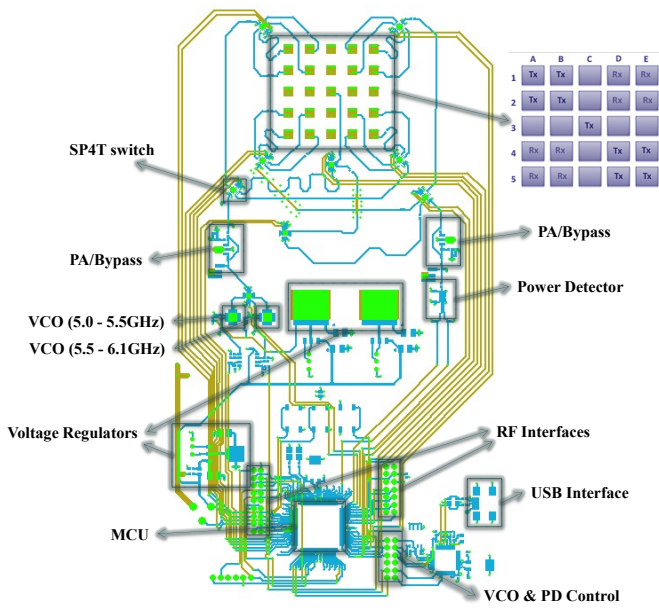 A B C D E
1 Tx Tx Rx Rx
2 Tx Tx Rx Rx
3 Tx
4 Rx Rx Tx Tx
5 Rx Rx Tx Tx
SP4T switch
PA/Bypass
PA/Bypass
Power Detector
VCO (5.0 - 5.5GHz)
VCO (5.5 - 6.1GHz)
Voltage Regulators
RF Interfaces
USB Interface
MCU
VCO & PD Control